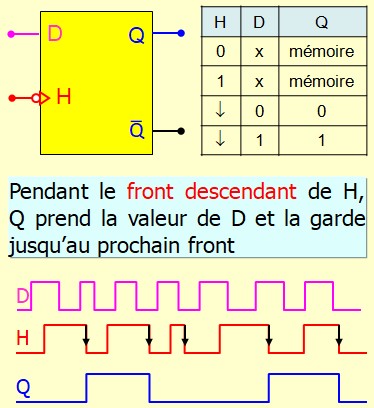 D Q
H
Q̅
H D Q
0 x mémoire
1 x mémoire
↓ 0 0
↓ 1 1
Pendant le front descendant de H,
Q prend la valeur de D et la garde
jusqu'au prochain front
D
H
Q